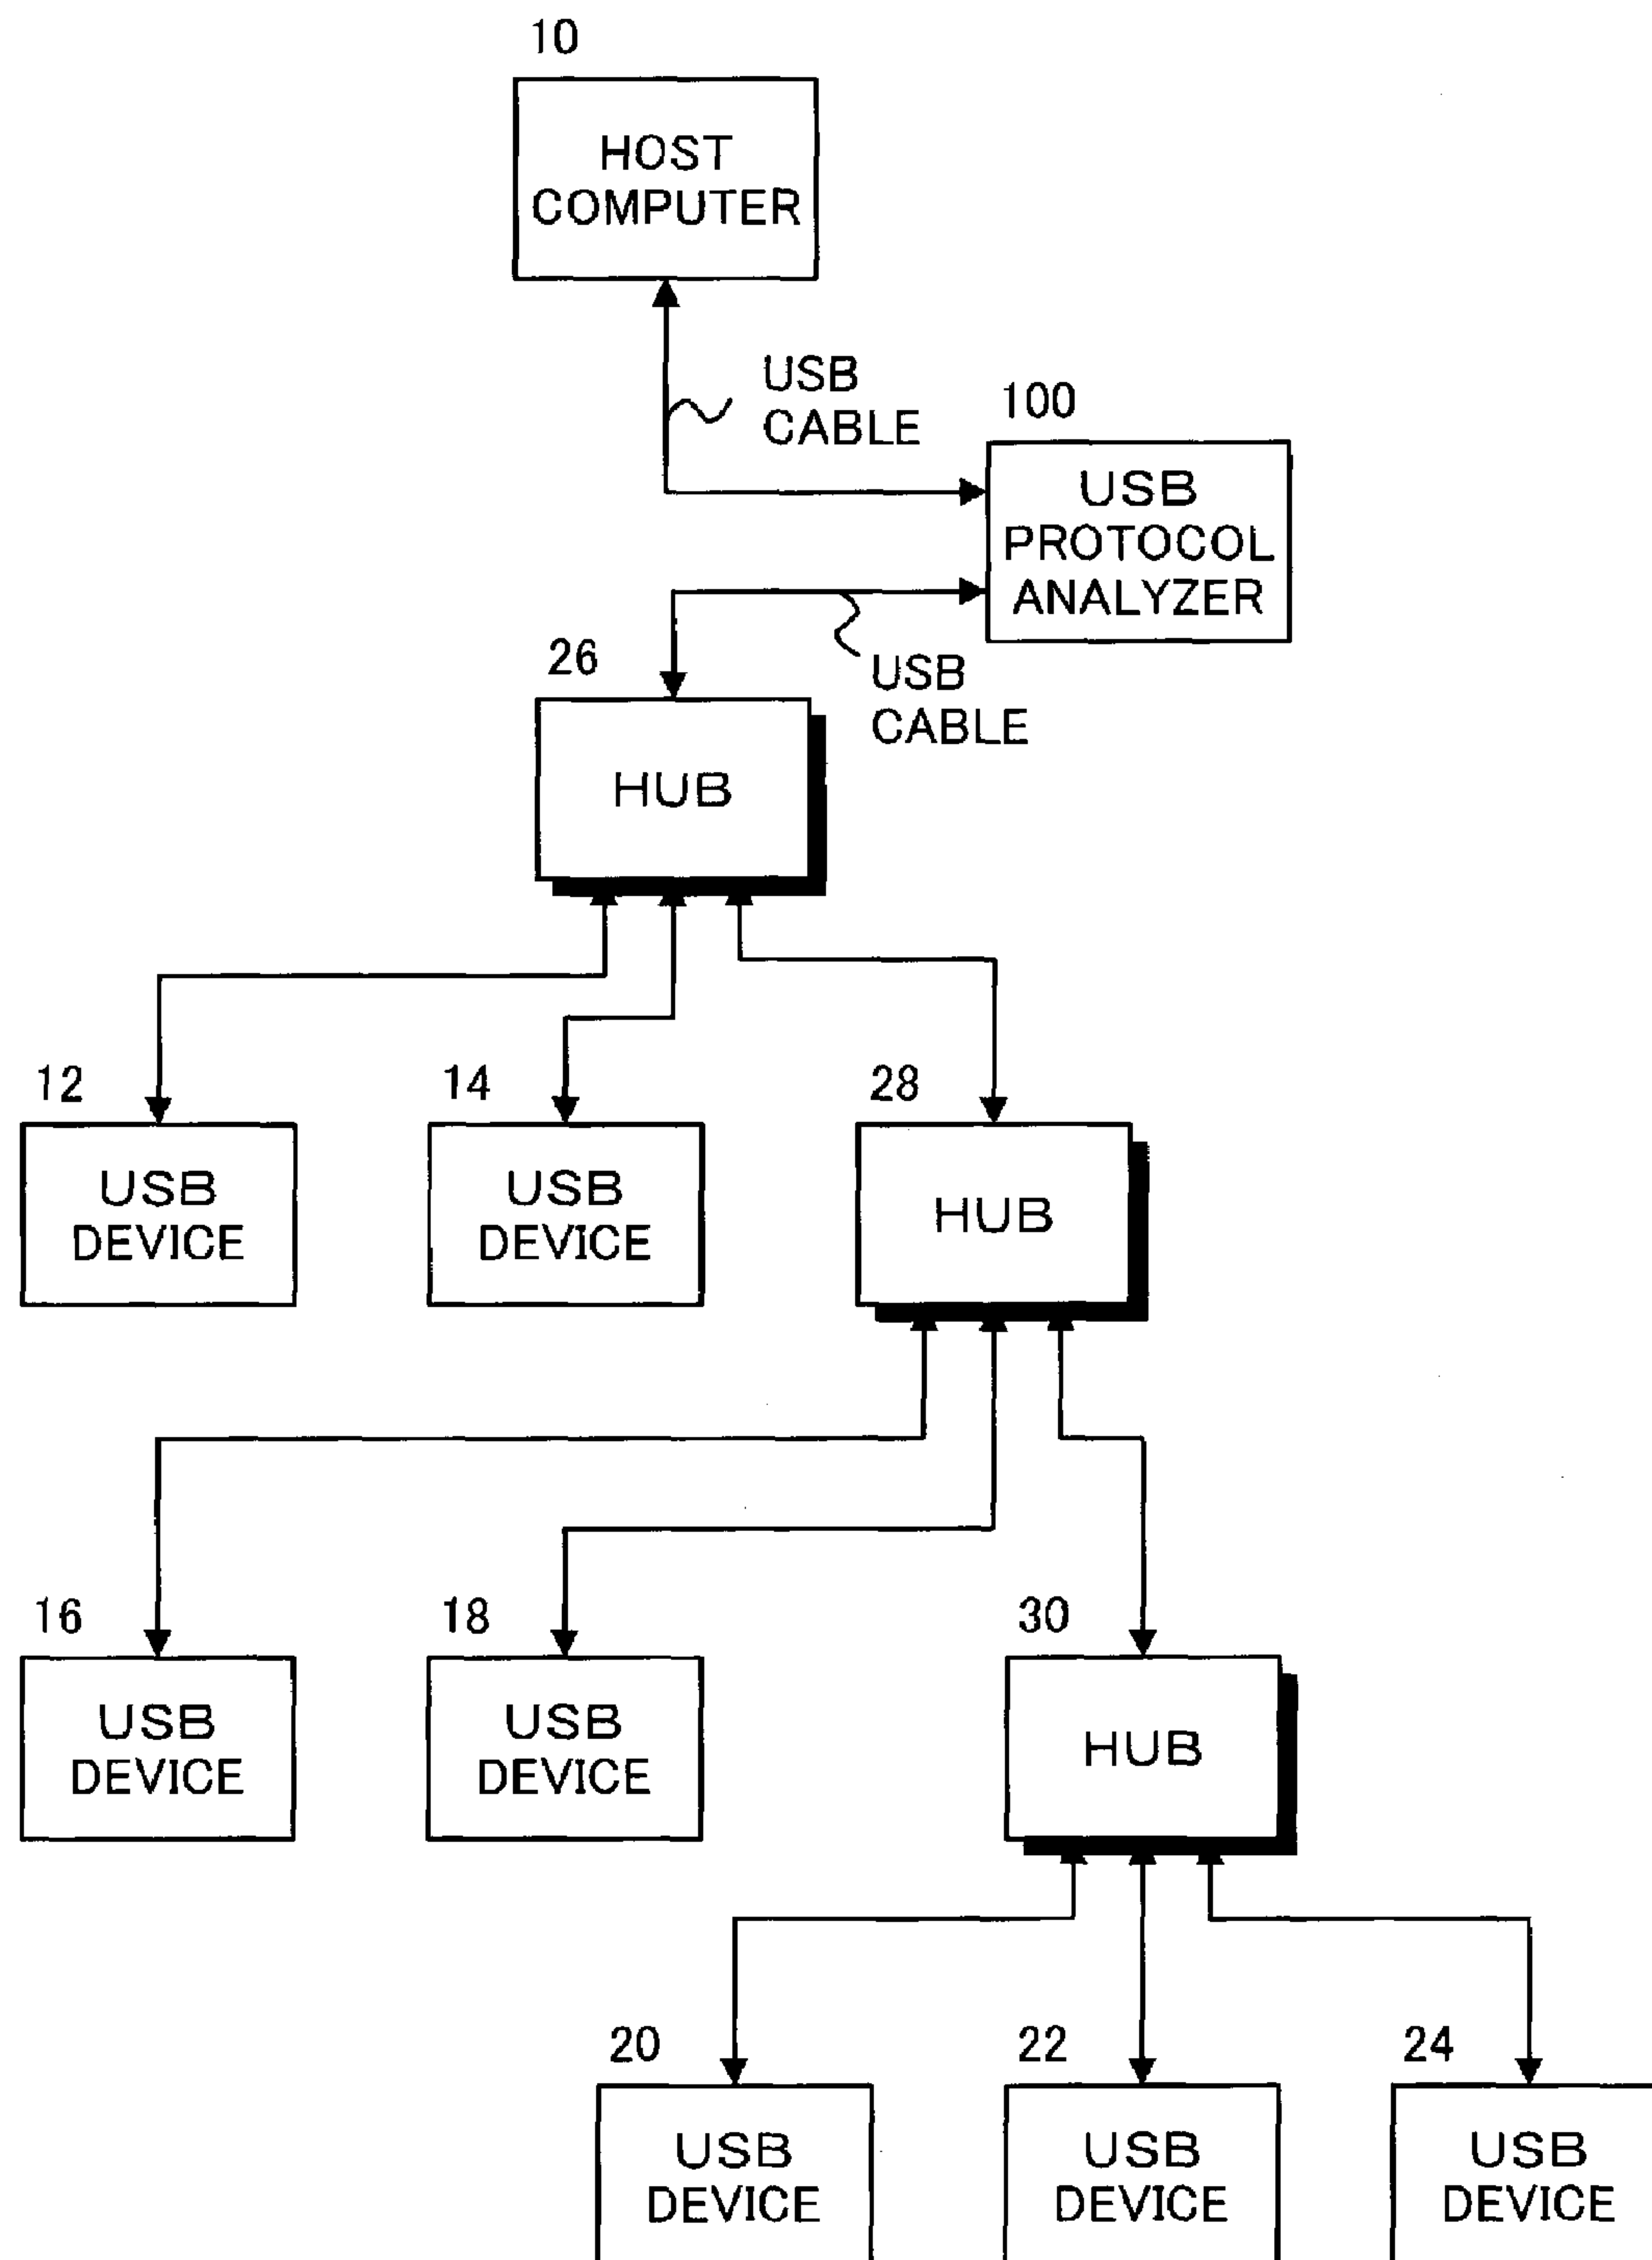 10
HOST
COMPUTER
USB
CABLE
100
USB
PROTOCOL
ANALYZER
26
USB
CABLE
HUB
12
14
28
USB
DEVICE
USB
DEVICE
HUB
16
18
30
USB
DEVICE
USB
DEVICE
HUB
20
22
24
USB
DEVICE
USB
DEVICE
USB
DEVICE